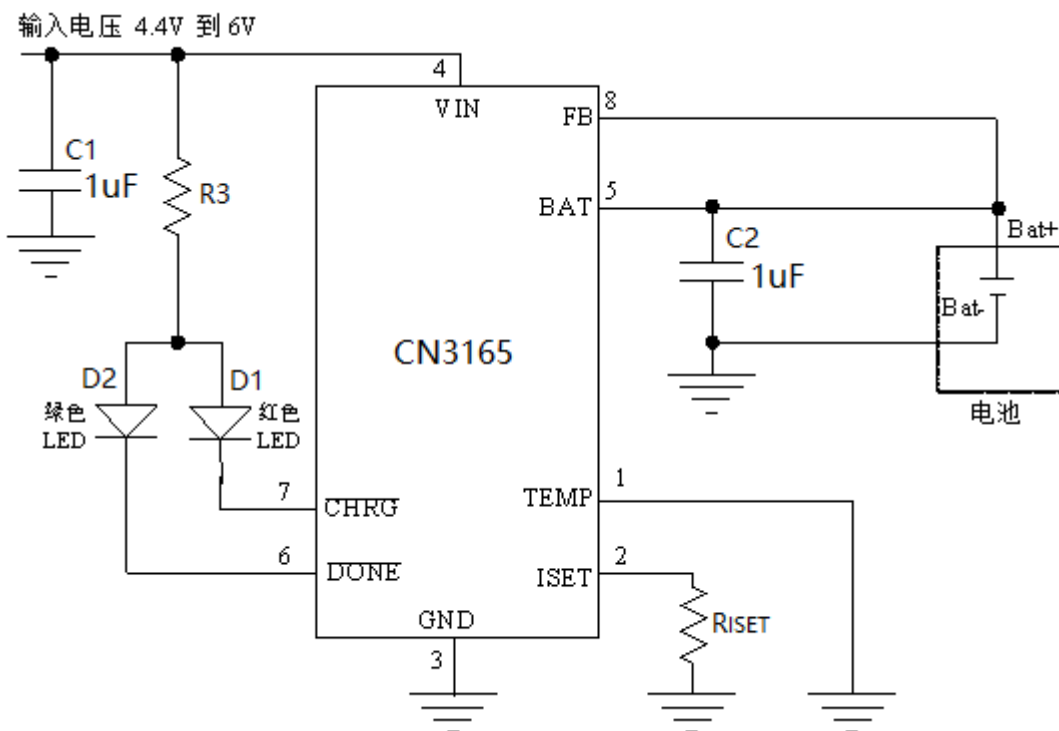 输入电压 4.4V 到 6V
4
VIN
8
FB
C1
1uF
R3
5
BAT
C2
1uF
Bat+
Bat-
CN3165
D2
D1
绿色
LED
红色
LED
电池
7
CHRG
1
TEMP
6
DONE
2
ISET
RISET
GND
3